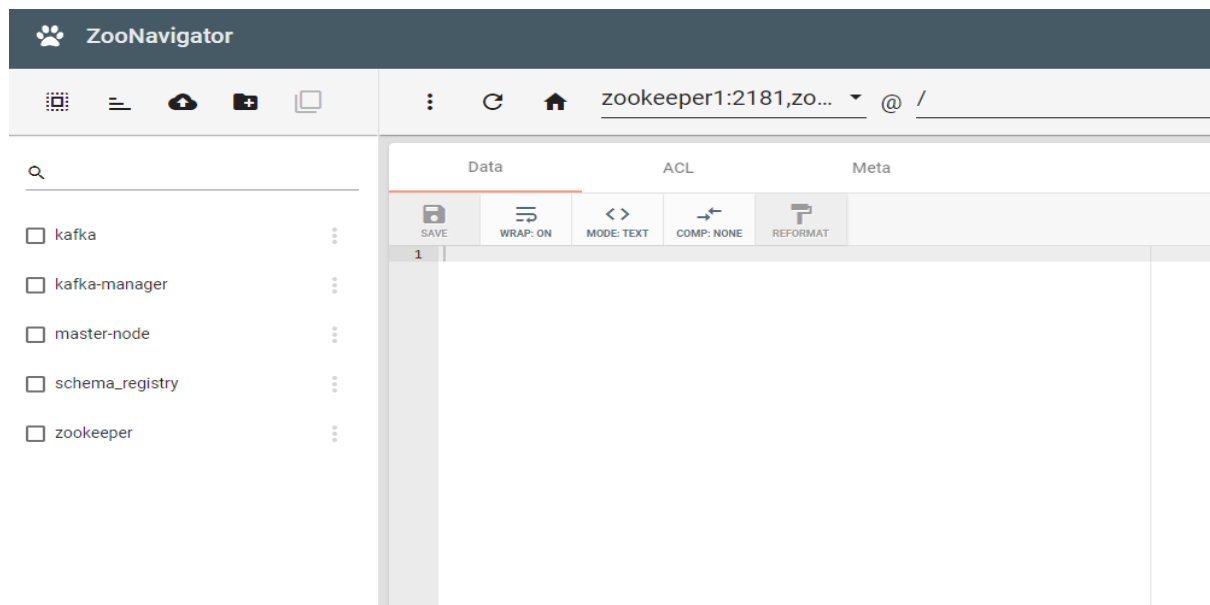 ZooNavigator
zookeeper1:2181,zo... @ /
Data ACL Meta
SAVE WRAP: ON MODE: TEXT COMP: NONE REFORMAT
1
kafka
kafka-manager
master-node
schema_registry
zookeeper